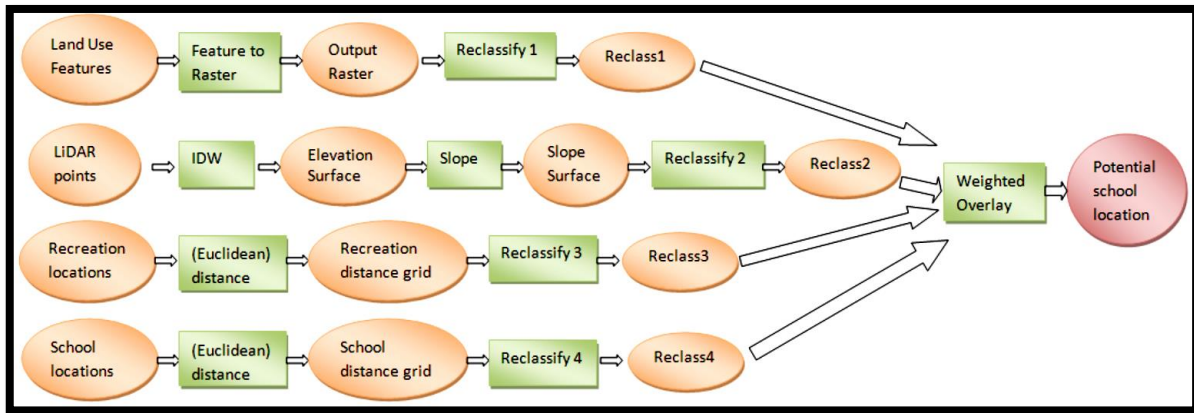 Land Use
Features
Feature to
Raster
Output
Raster
Reclassify 1
Reclass1
LiDAR
points
IDW
Elevation
Surface
Slope
Slope
Surface
Reclassify 2
Reclass2
Weighted
Overlay
Potential
school
location
Recreation
locations
(Euclidean)
distance
Recreation
distance grid
Reclassify 3
Reclass3
School
locations
(Euclidean)
distance
School
distance grid
Reclassify 4
Reclass4